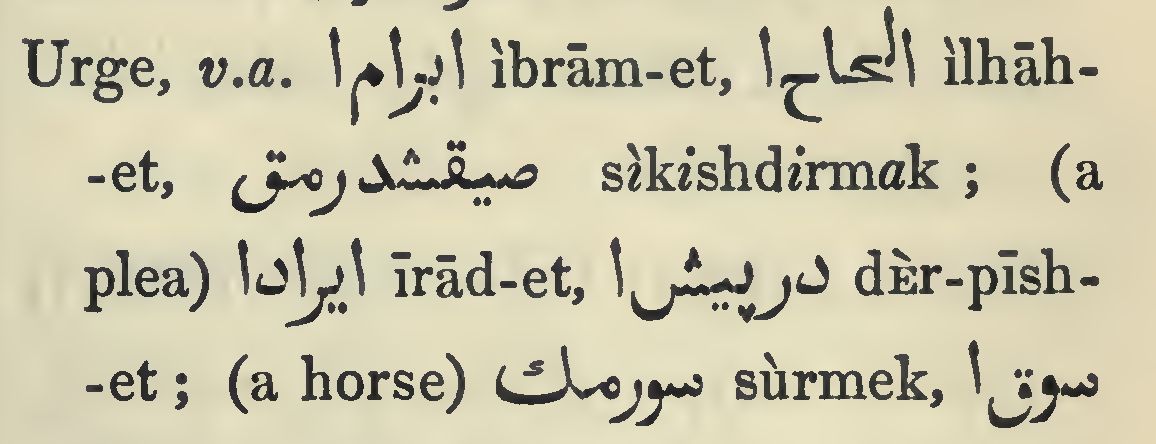 Urge, v.a. ابرام ا ìbrām-et, الحاح ا ìlhāh-
-et, صيقشدرمق sìkishdirmak ; (a
plea) ايراد ا īrād-et, درپيش ا dÈr-pīsh-
-et ; (a horse) سورمك sùrmek, سوق ا